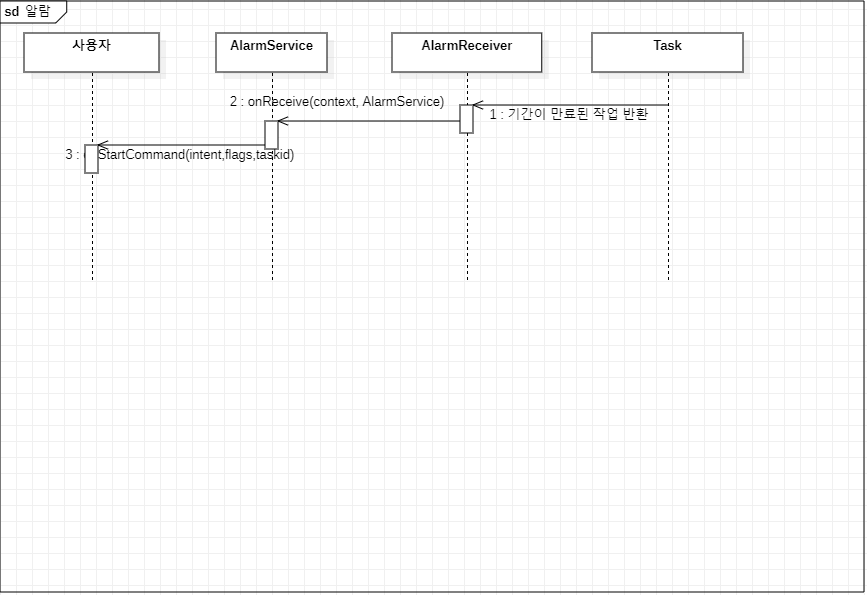 sd 알람
사용자
AlarmService
AlarmReceiver
Task
2 : onReceive(context, AlarmService)
1 : 기간이 만료된 작업 반환
3 : StartCommand(intent,flags,taskid)